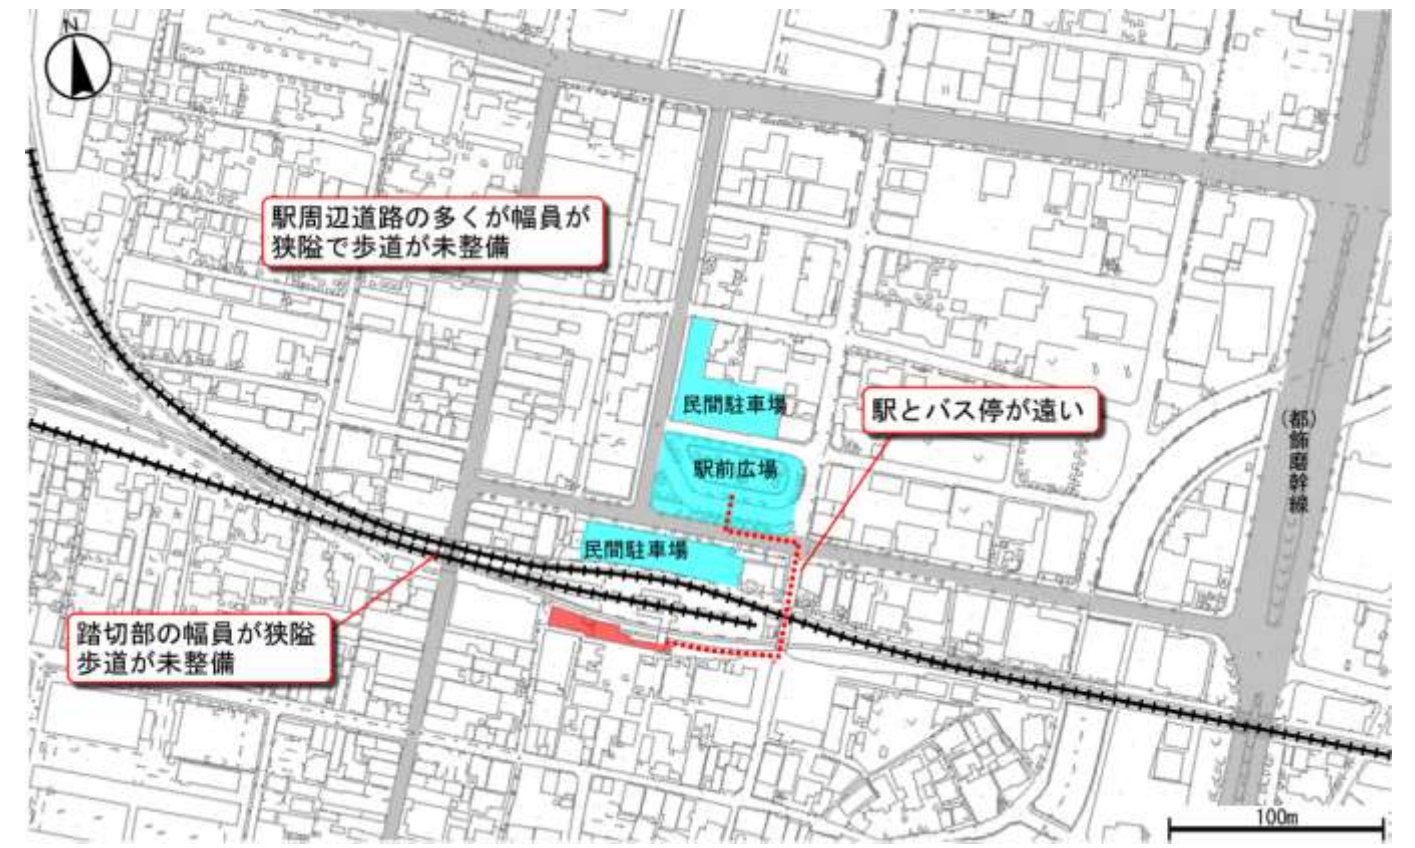 N
駅周辺道路の多くが幅員が
狭隘で歩道が未整備
民間駐車場
駅とバス停が遠い
(都)飾磨幹線
駅前広場
民間駐車場
踏切部の幅員が狭隘
歩道が未整備
100m